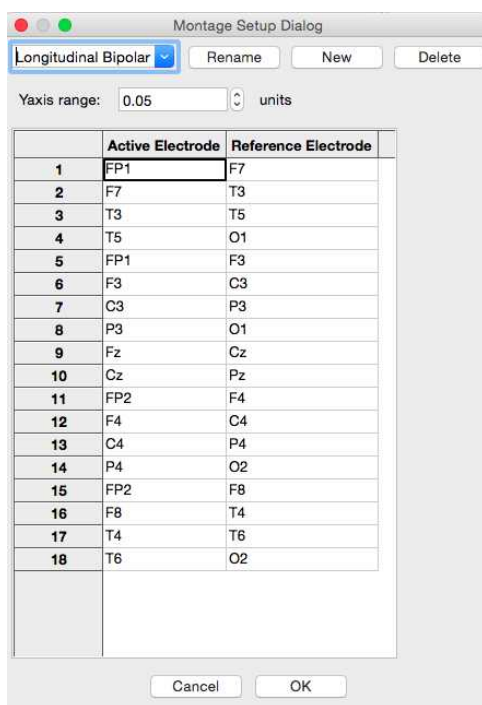 Montage Setup Dialog
Longitudinal Bipolar Rename New Delete
Yaxis range: 0.05 units
Active Electrode Reference Electrode
1 FP1 F7
2 F7 T3
3 T3 T5
4 T5 O1
5 FP1 F3
6 F3 C3
7 C3 P3
8 P3 O1
9 Fz Cz
10 Cz Pz
11 FP2 F4
12 F4 C4
13 C4 P4
14 P4 O2
15 FP2 F8
16 F8 T4
17 T4 T6
18 T6 O2
Cancel OK